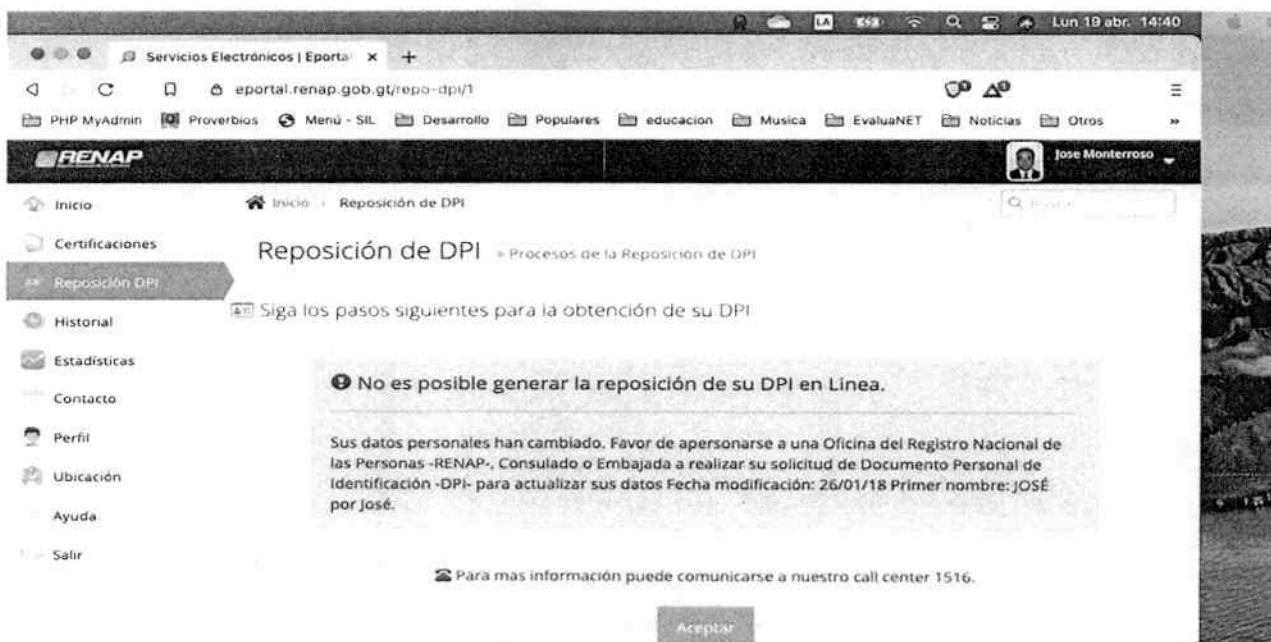 LA
Lun 19 abr. 14:40
Servicios Electrónicos | Eporta
eportal.renap.gob.gt/repo-dpi/1
PHP MyAdmin Proverbios Menú - SIL Desarrollo Populares educacion Musica EvaluaNET Noticias Otros
RENAP
Jose Monterroso
Inicio
Certificaciones
Reposición DPI
Historial
Estadísticas
Contacto
Perfil
Ubicación
Ayuda
Salir
Inicio Reposición de DPI
Reposición de DPI » Procesos de la Reposición de DPI
Siga los pasos siguientes para la obtención de su DPI
No es posible generar la reposición de su DPI en Linea.
Sus datos personales han cambiado. Favor de apersonarse a una Oficina del Registro Nacional de
las Personas -RENAP-, Consulado o Embajada a realizar su solicitud de Documento Personal de
Identificación -DPI- para actualizar sus datos Fecha modificación: 26/01/18 Primer nombre: JOSÉ
por José.
Para mas información puede comunicarse a nuestro call center 1516.
Aceptar